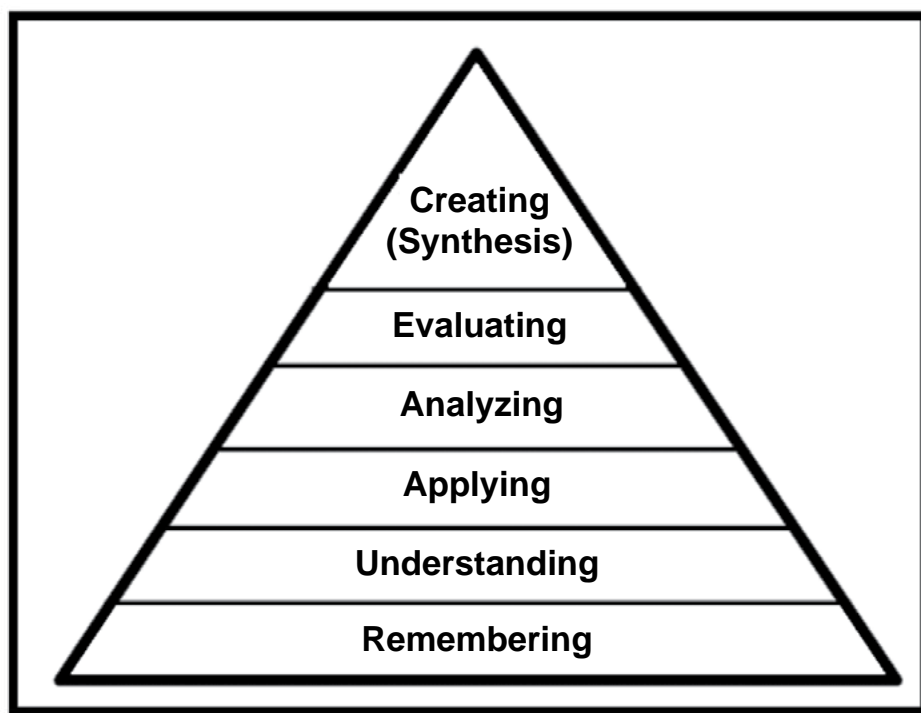 Creating
(Synthesis)
Evaluating
Analyzing
Applying
Understanding
Remembering